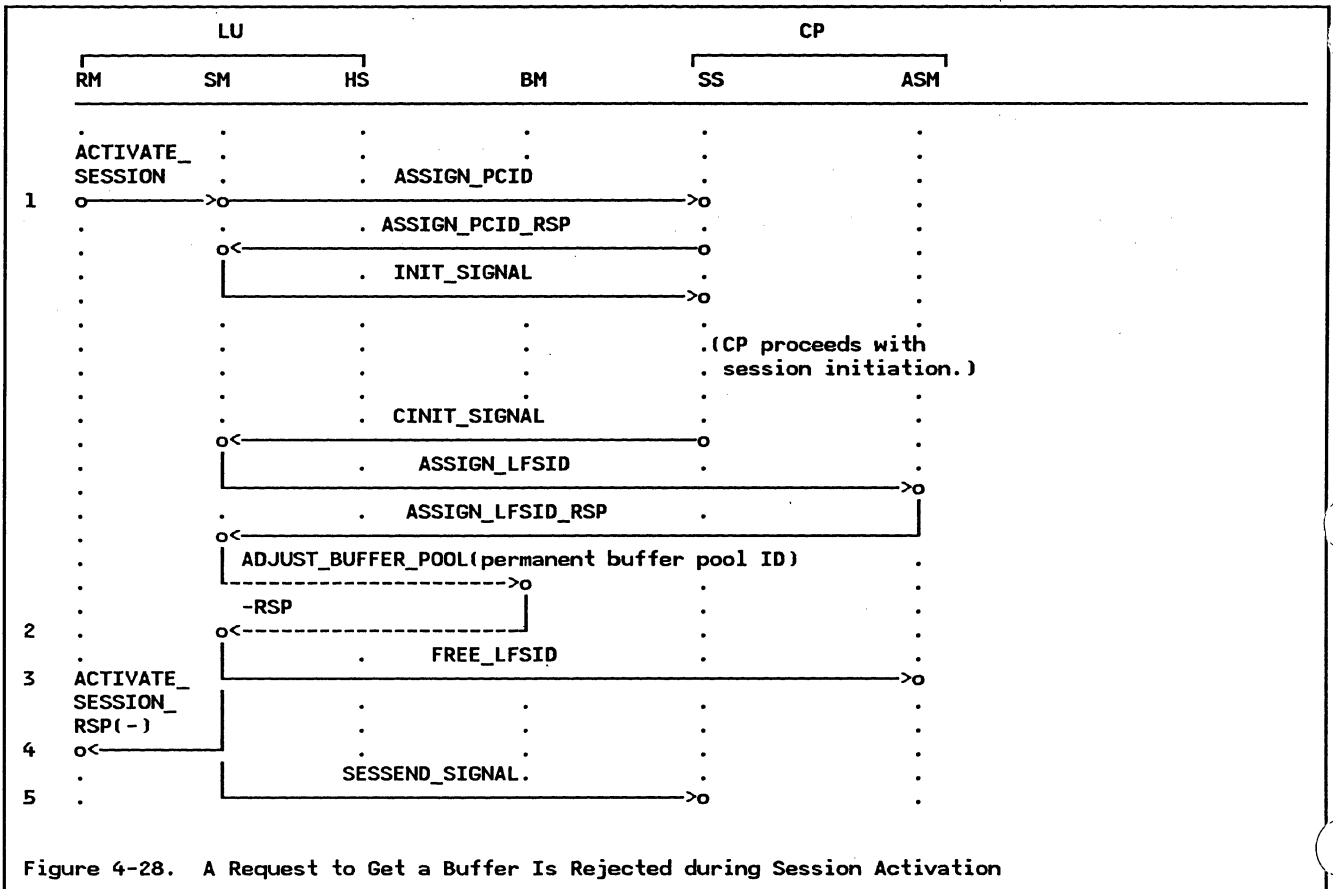 LU CP
RM SM HS BM SS ASM
ACTIVATE_
SESSION ASSIGN_PCID
1
ASSIGN_PCID_RSP
INIT_SIGNAL
(CP proceeds with
session initiation.)
CINIT_SIGNAL
ASSIGN_LFSID
ASSIGN_LFSID_RSP
ADJUST_BUFFER_POOL(permanent buffer pool ID)
-RSP
2
FREE_LFSID
3 ACTIVATE_
SESSION_
RSP(-)
4
SESSEND_SIGNAL
5
Figure 4-28. A Request to Get a Buffer Is Rejected during Session Activation